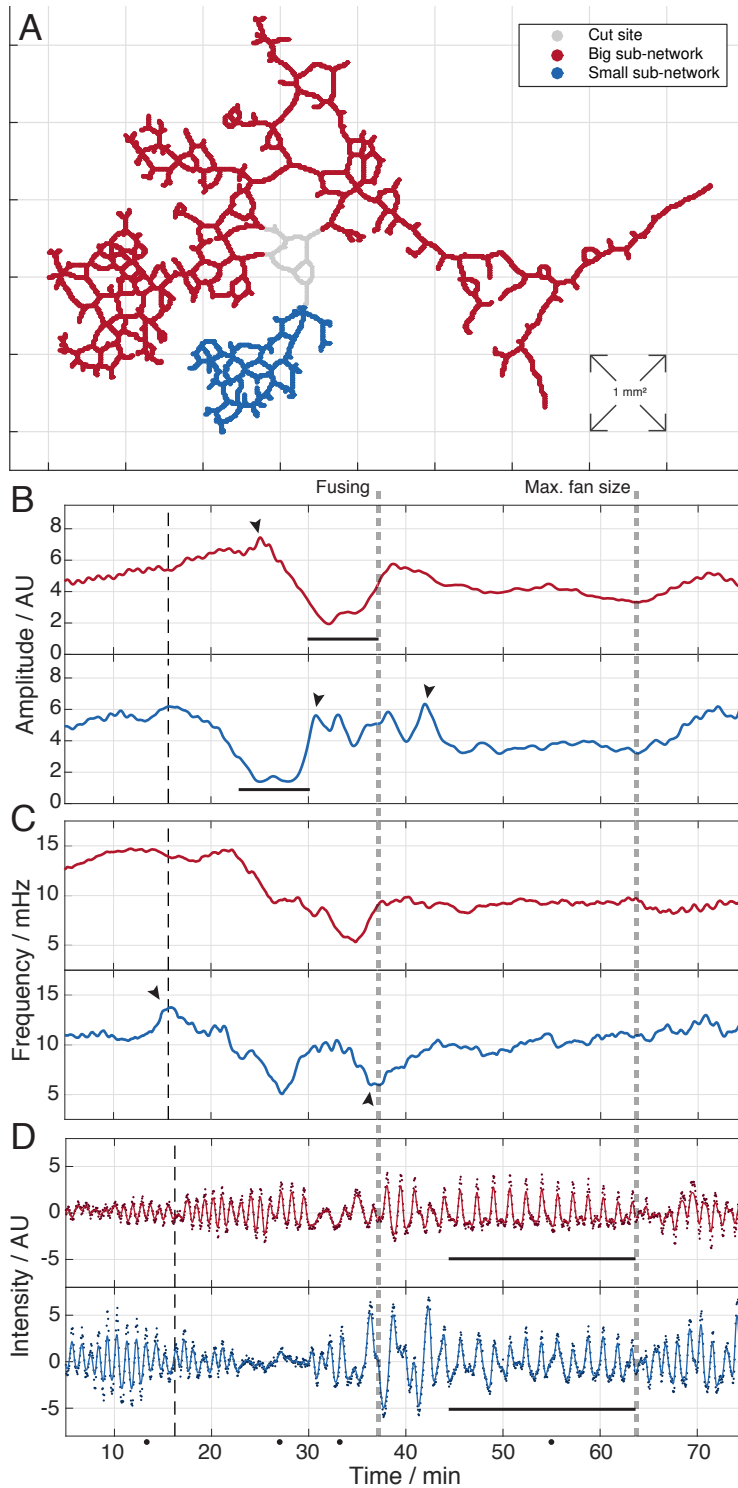 A
Cut site
Big sub-network
Small sub-network
1 mm²
Fusing
Max. fan size
B
8
6
4
2
0
8
6
4
2
0
Amplitude / AU
C
15
10
5
15
10
5
Frequency / mHz
D
5
0
-5
5
0
-5
Intensity / AU
10
20
30
40
50
60
70
Time / min